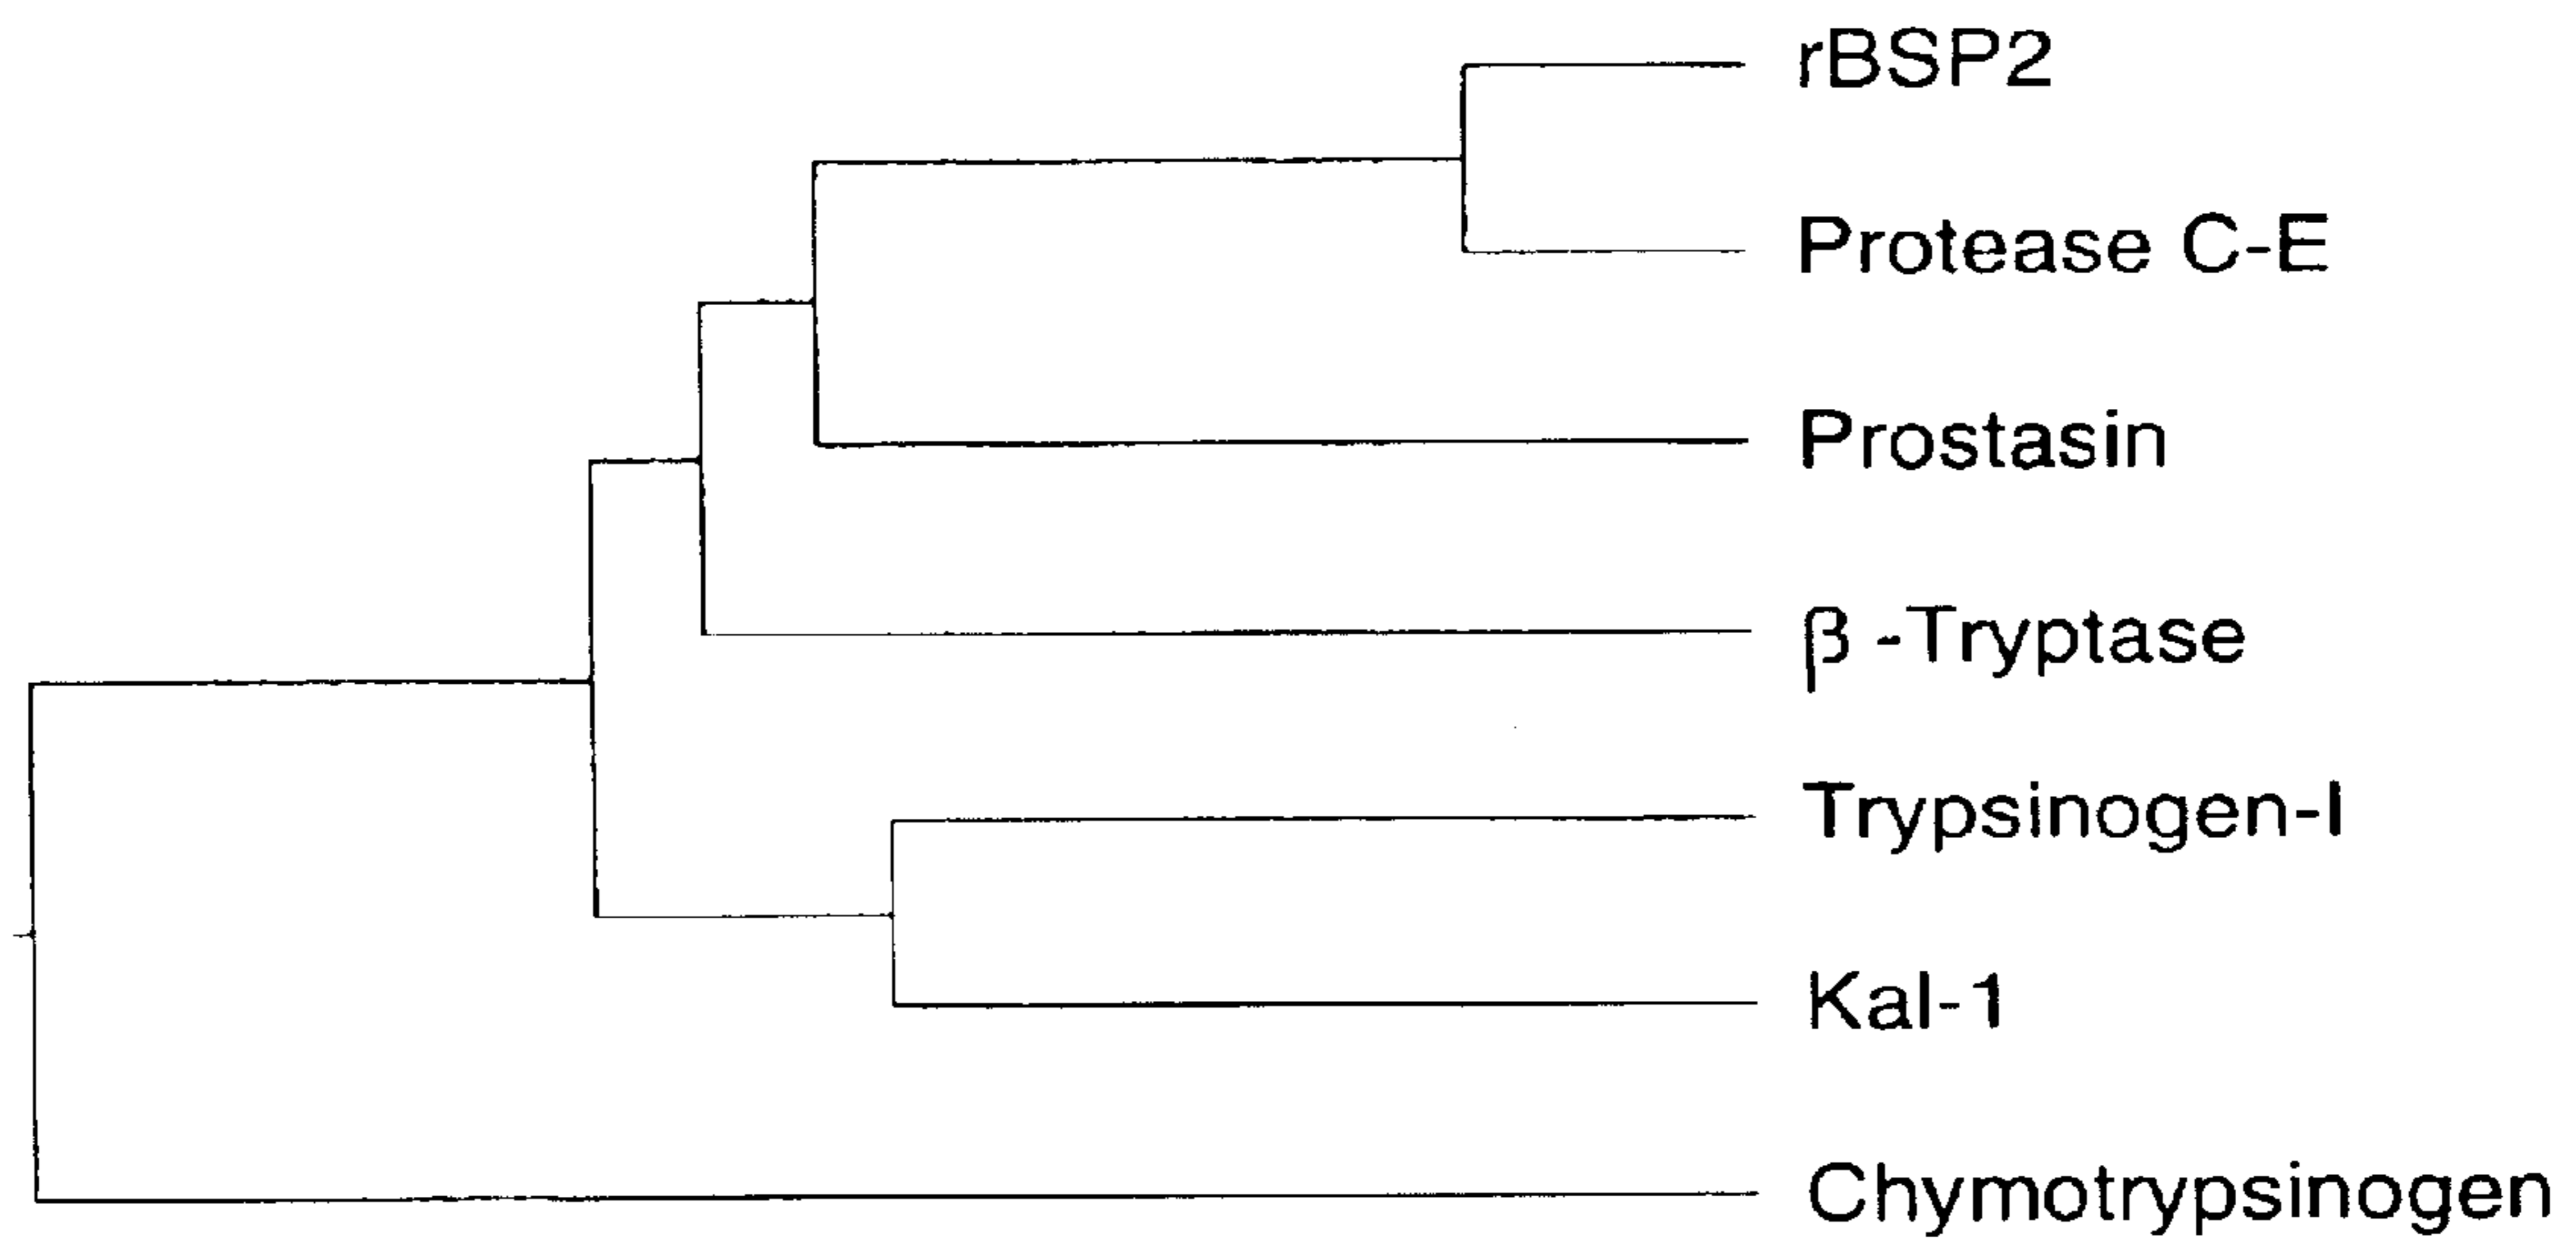 rBSP2
Protease C-E
Prostasin
β -Tryptase
Trypsinogen-I
Kal-1
Chymotrypsinogen